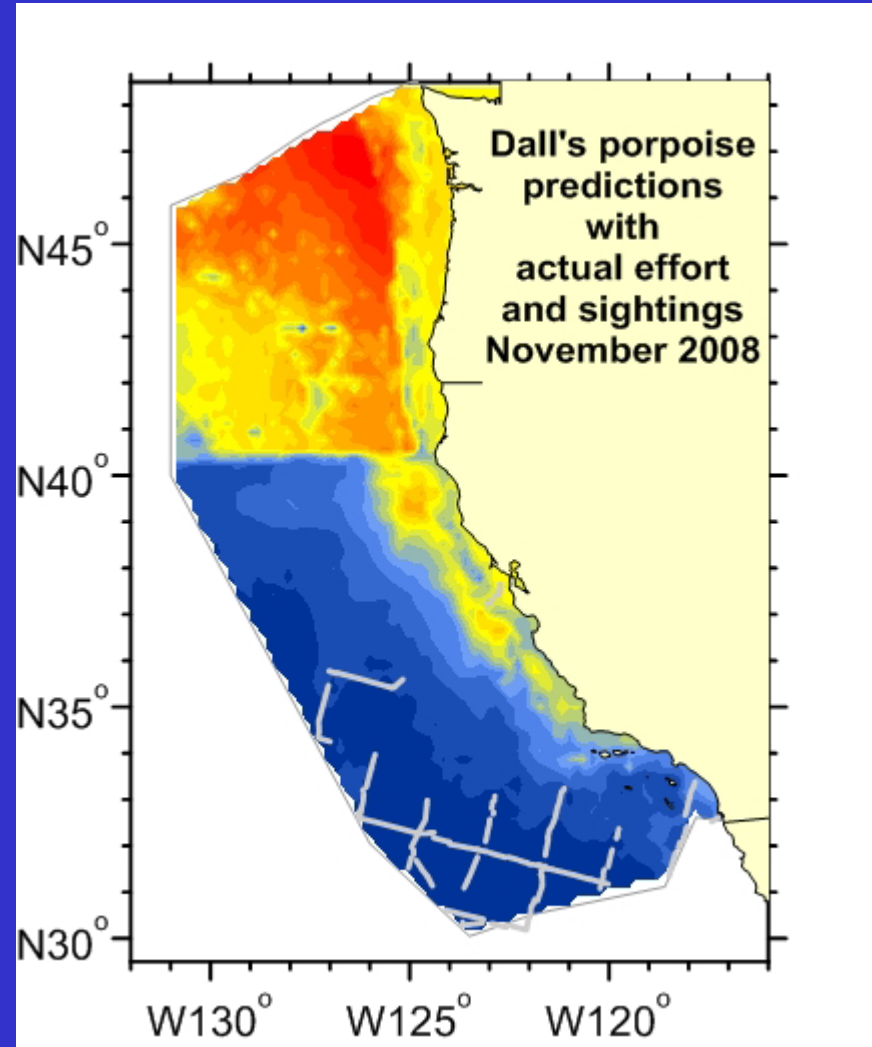 Dall's porpoise
predictions
with
actual effort
and sightings
November 2008
N45°
N40°
N35°
N30°
W130° W125° W120°